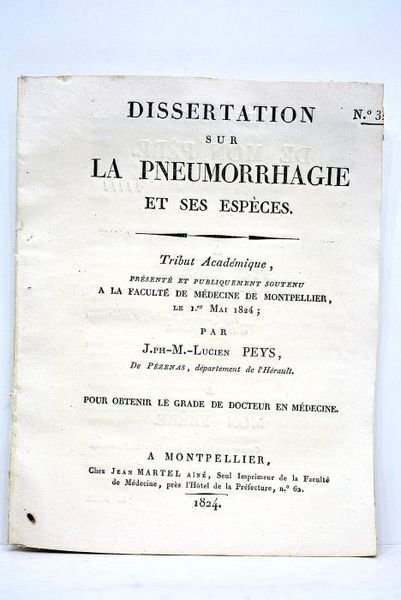 DISSERTATION
N.º 3
SUR
LA PNEUMORRHAGIE
ET SES ESPÈCES.
Tribut Académique,
PRÉSENTÉ ET PUBLIQUEMENT SOUTENU
A LA FACULTÉ DE MÉDECINE DE MONTPELLIER,
LE 1.er MAI 1824;
PAR
J.PH-M.-LUCIEN PEYS,
De PÉZENAS, département de l'Hérault.
POUR OBTENIR LE GRADE DE DOCTEUR EN MÉDECINE.
A MONTPELLIER,
Chez JEAN MARTEL AÎNÉ, Seul Imprimeur de la Faculté
de Médecine, près l'Hôtel de la Préfecture, n.º 62.
1824.